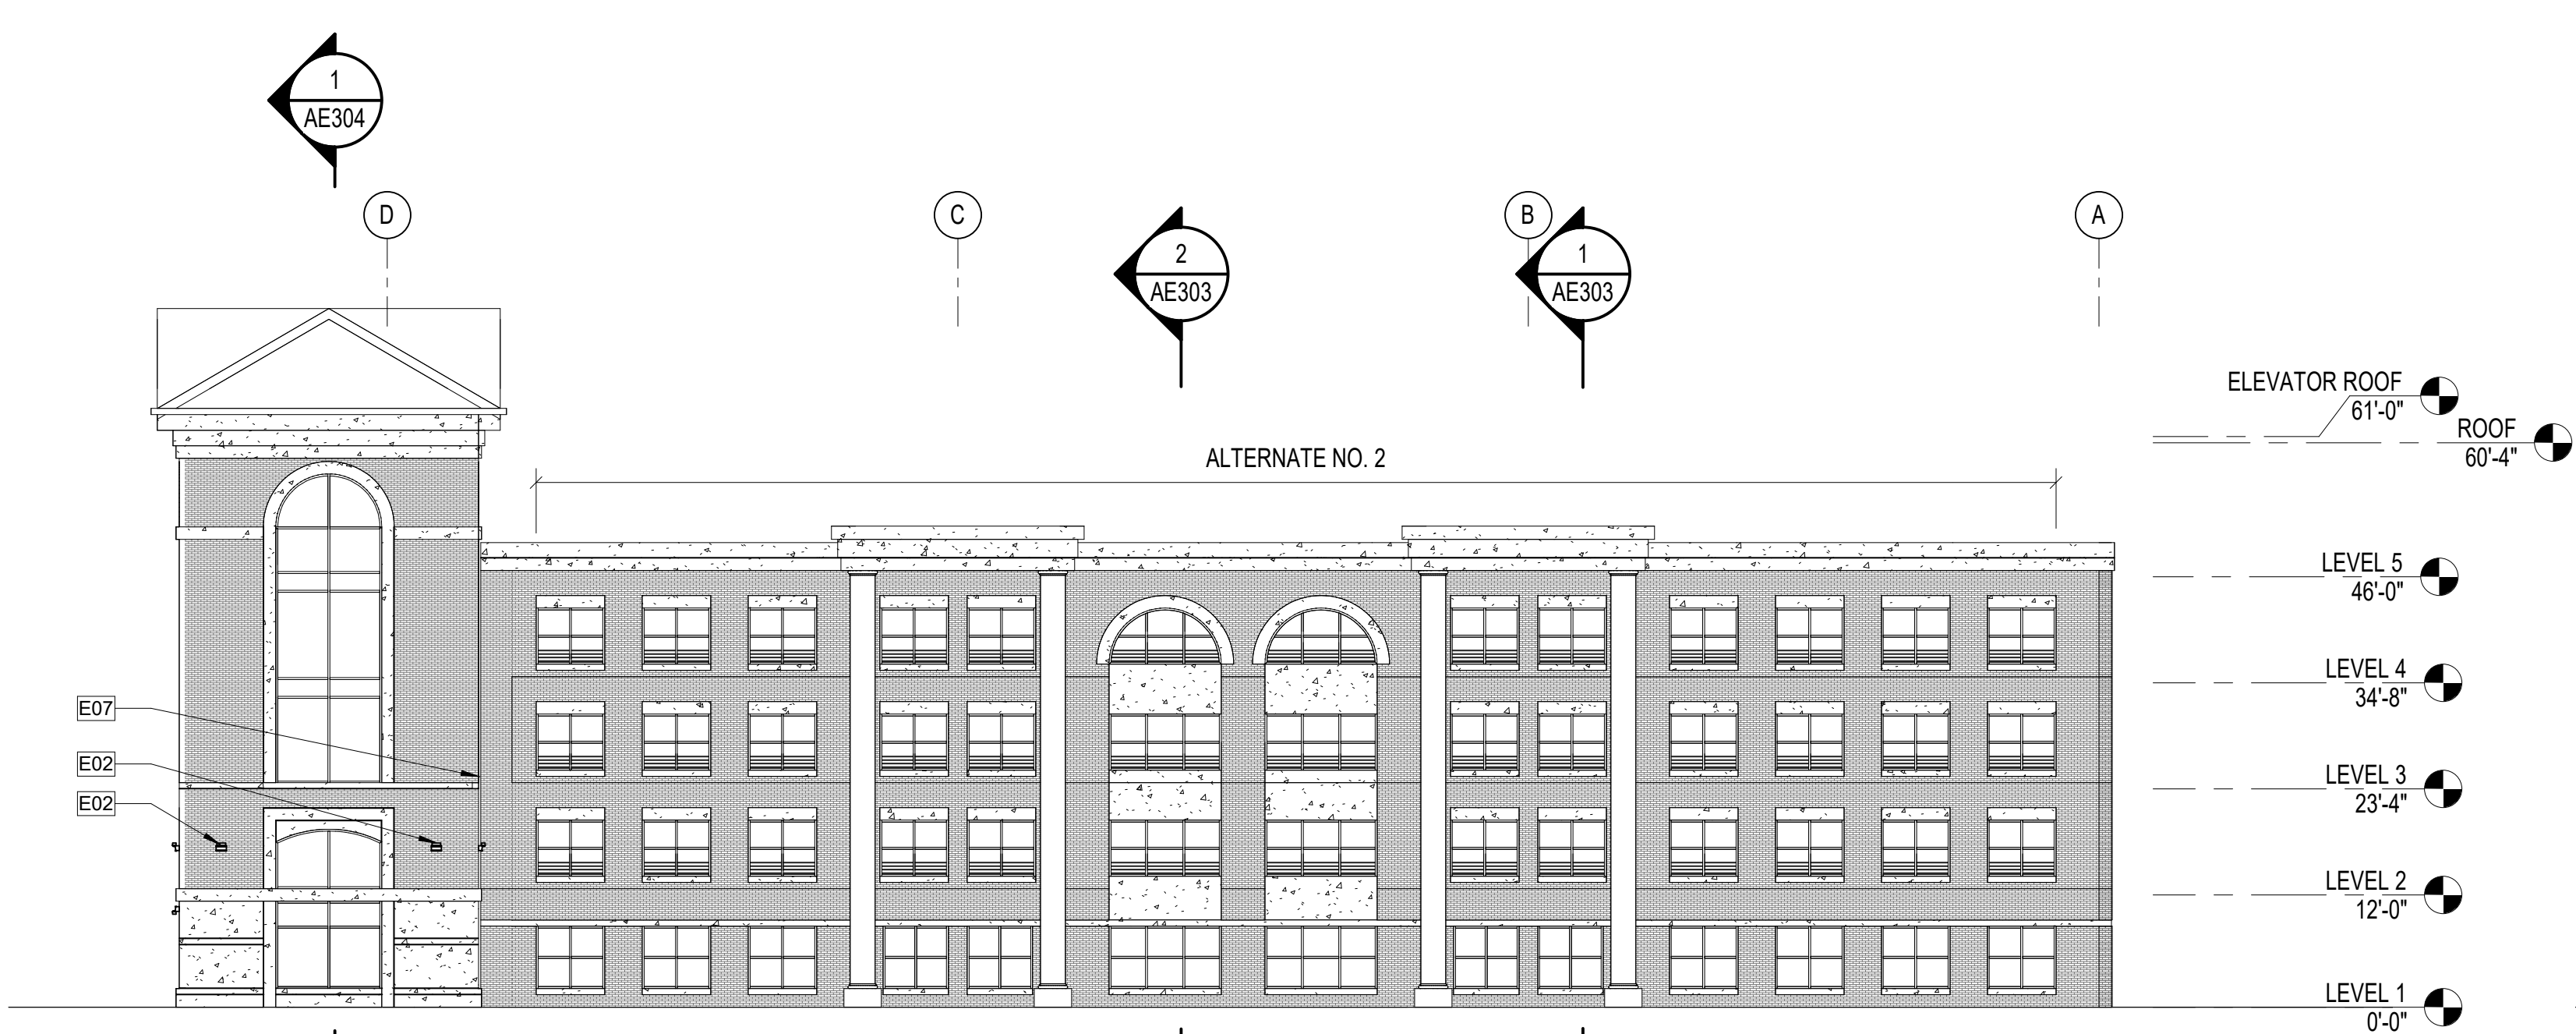 1
AE304
D
C
B
A
2
AE303
1
AE303
ELEVATOR ROOF
61'-0"
ROOF
60'-4"
ALTERNATE NO. 2
LEVEL 5
46'-0"
LEVEL 4
34'-8"
E07
E02
LEVEL 3
23'-4"
E02
LEVEL 2
12'-0"
LEVEL 1
0'-0"